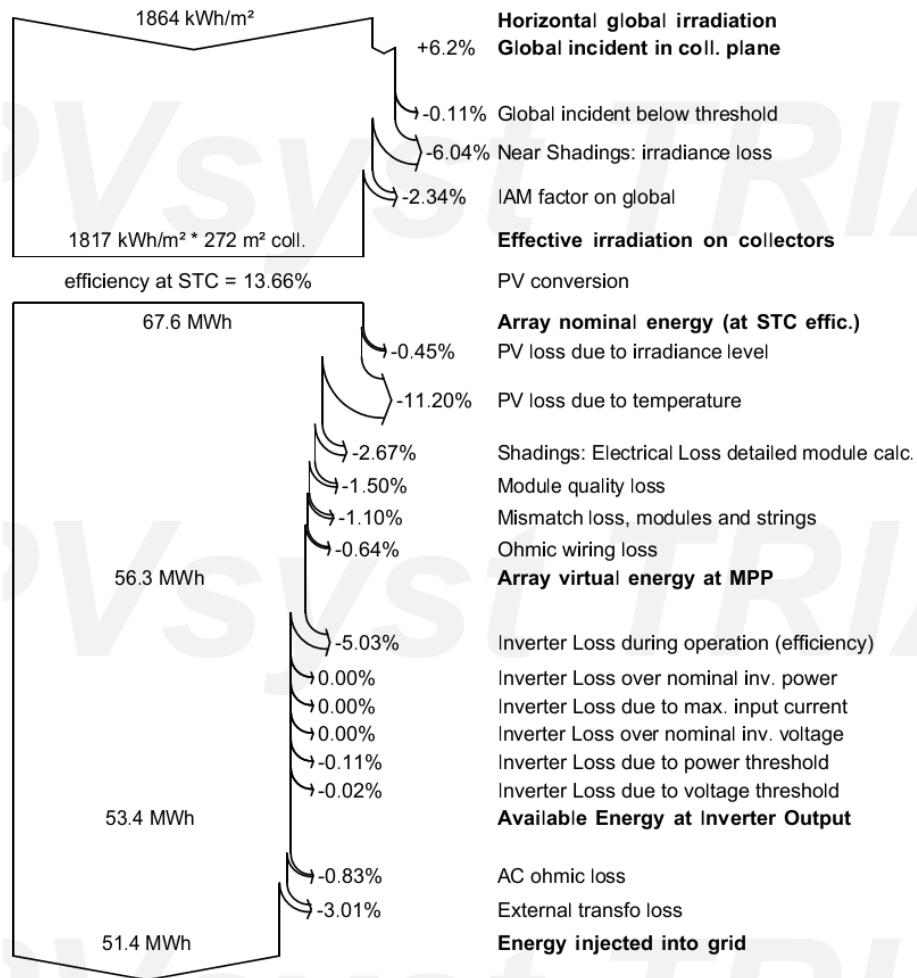 1864 kWh/m² Horizontal global irradiation
+6.2% Global incident in coll. plane
-0.11% Global incident below threshold
-6.04% Near Shadings: irradiance loss
-2.34% IAM factor on global
1817 kWh/m² * 272 m² coll. Effective irradiation on collectors
efficiency at STC = 13.66% PV conversion
67.6 MWh Array nominal energy (at STC effic.)
-0.45% PV loss due to irradiance level
-11.20% PV loss due to temperature
-2.67% Shadings: Electrical Loss detailed module calc.
-1.50% Module quality loss
-1.10% Mismatch loss, modules and strings
-0.64% Ohmic wiring loss
56.3 MWh Array virtual energy at MPP
-5.03% Inverter Loss during operation (efficiency)
0.00% Inverter Loss over nominal inv. power
0.00% Inverter Loss due to max. input current
0.00% Inverter Loss over nominal inv. voltage
-0.11% Inverter Loss due to power threshold
-0.02% Inverter Loss due to voltage threshold
53.4 MWh Available Energy at Inverter Output
-0.83% AC ohmic loss
-3.01% External transfo loss
51.4 MWh Energy injected into grid
PVsyst TRIA
PVsyst TRIA